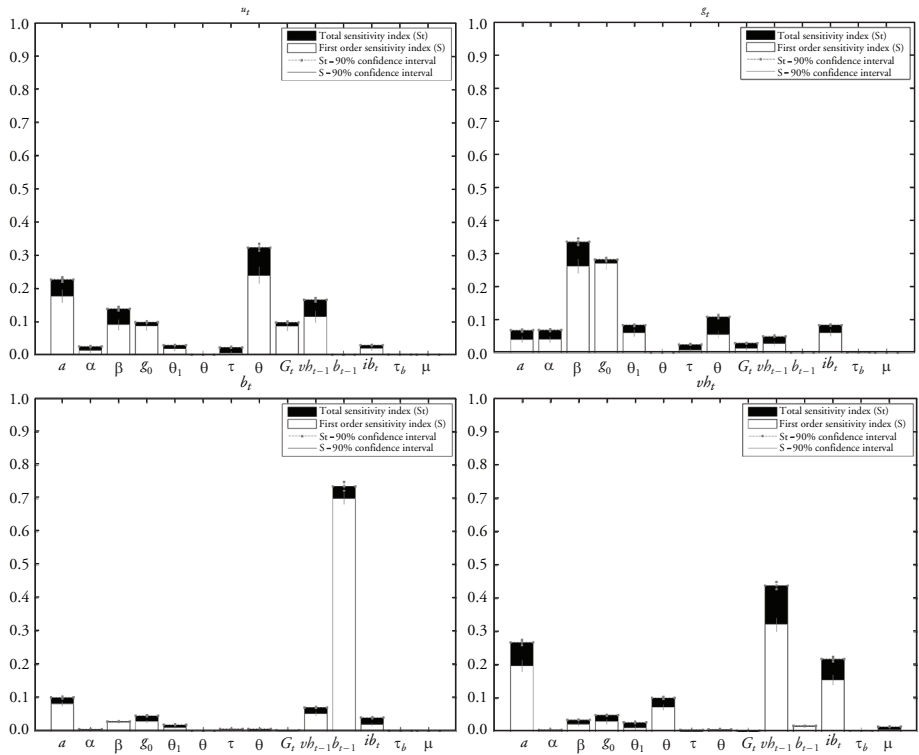 u_t
1.0
0.9
0.8
0.7
0.6
0.5
0.4
0.3
0.2
0.1
0.0
Total sensitivity index (St)
First order sensitivity index (S)
St – 90% confidence interval
S – 90% confidence interval
a α β g_0 θ_1 θ τ θ G_t vh_{t−1} b_{t−1} ib_t τ_b μ
g_t
1.0
0.9
0.8
0.7
0.6
0.5
0.4
0.3
0.2
0.1
0.0
Total sensitivity index (St)
First order sensitivity index (S)
St – 90% confidence interval
S – 90% confidence interval
a α β g_0 θ_1 θ τ θ G_t vh_{t−1} b_{t−1} ib_t τ_b μ
b_t
1.0
0.9
0.8
0.7
0.6
0.5
0.4
0.3
0.2
0.1
0.0
Total sensitivity index (St)
First order sensitivity index (S)
St – 90% confidence interval
S – 90% confidence interval
a α β g_0 θ_1 θ τ θ G_t vh_{t−1} b_{t−1} ib_t τ_b μ
vh_t
1.0
0.9
0.8
0.7
0.6
0.5
0.4
0.3
0.2
0.1
0.0
Total sensitivity index (St)
First order sensitivity index (S)
St – 90% confidence interval
S – 90% confidence interval
a α β g_0 θ_1 θ τ θ G_t vh_{t−1} b_{t−1} ib_t τ_b μ